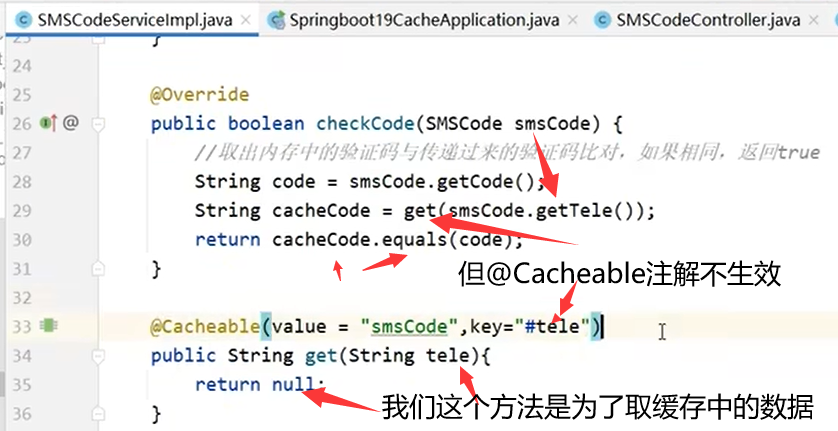 SMSCodeServiceImpl.java × Springboot19CacheApplication.java × SMSCodeController.java ×
23 }
24
25 @Override
26 public boolean checkCode(SMSCode smsCode) {
27 //取出内存中的验证码与传递过来的验证码比对，如果相同，返回true
28 String code = smsCode.getCode();
29 String cacheCode = get(smsCode.getTele());
30 return cacheCode.equals(code);
31 }
但@Cacheable注解不生效
32
33 @Cacheable(value = "smsCode",key="#tele")
34 public String get(String tele){
35 return null;
我们这个方法是为了取缓存中的数据
36 }